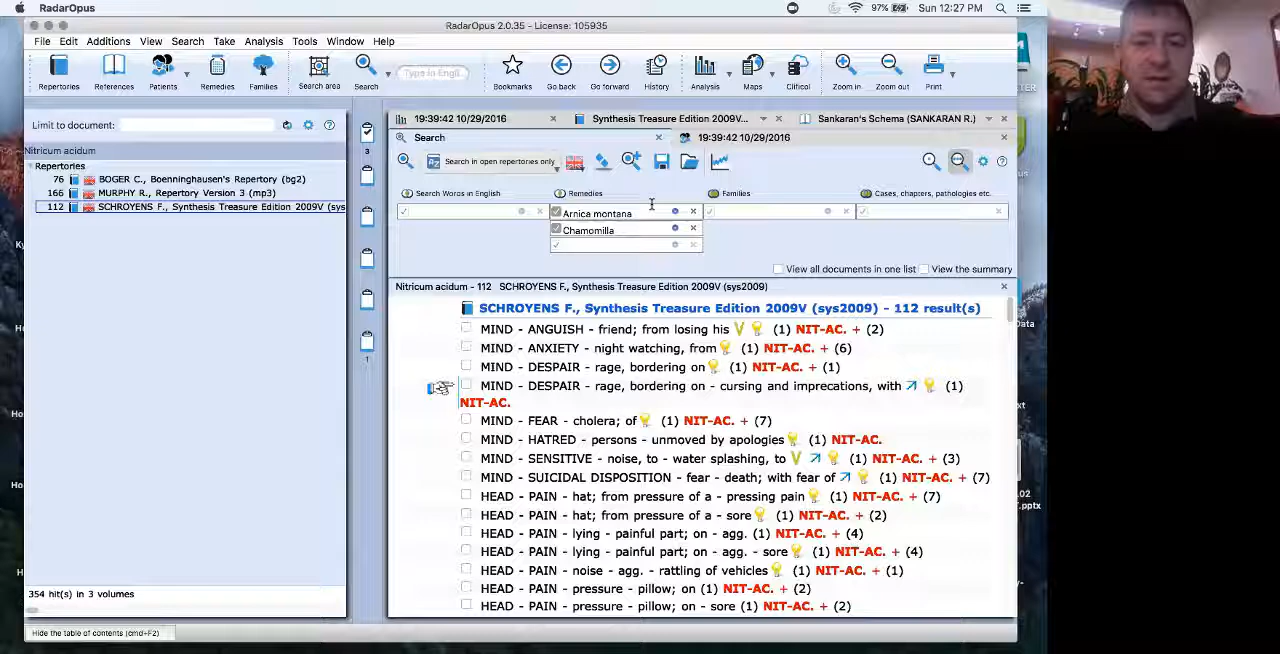 RadarOpus
97%
Sun 12:27 PM
RadarOpus 2.0.35 - License: 105935
File Edit Additions View Search Take Analysis Tools Window Help
Type in Engli
Repertories References Patients Remedies Families Search area Search Bookmarks Go back Go forward History Analysis Maps Clificol Zoom in Zoom out Print
Limit to document:
Nitricum acidum
Repertories
76 BOGER C., Boenninghausen's Repertory (bg2)
166 MURPHY R., Repertory Version 3 (mp3)
112 SCHROYENS F., Synthesis Treasure Edition 2009V (sys
354 hit(s) in 3 volumes
Hide the table of contents (cmd+F2)
3
1
19:39:42 10/29/2016
Synthesis Treasure Edition 2009V...
Sankaran's Schema (SANKARAN R.)
Search
19:39:42 10/29/2016
Search in open repertories only
Search Words in English Remedies Families Cases, chapters, pathologies etc.
Arnica montana
Chamomilla
View all documents in one list View the summary
Nitricum acidum - 112 SCHROYENS F., Synthesis Treasure Edition 2009V (sys2009)
SCHROYENS F., Synthesis Treasure Edition 2009V (sys2009) - 112 result(s)
MIND - ANGUISH - friend; from losing his V (1) NIT-AC. + (2)
MIND - ANXIETY - night watching, from (1) NIT-AC. + (6)
MIND - DESPAIR - rage, bordering on (1) NIT-AC. + (1)
MIND - DESPAIR - rage, bordering on - cursing and imprecations, with (1)
NIT-AC.
MIND - FEAR - cholera; of (1) NIT-AC. + (7)
MIND - HATRED - persons - unmoved by apologies (1) NIT-AC.
MIND - SENSITIVE - noise, to - water splashing, to V (1) NIT-AC. + (3)
MIND - SUICIDAL DISPOSITION - fear - death; with fear of (1) NIT-AC. + (7)
HEAD - PAIN - hat; from pressure of a - pressing pain (1) NIT-AC. + (7)
HEAD - PAIN - hat; from pressure of a - sore (1) NIT-AC. + (2)
HEAD - PAIN - lying - painful part; on - agg. (1) NIT-AC. + (4)
HEAD - PAIN - lying - painful part; on - agg. - sore (1) NIT-AC. + (4)
HEAD - PAIN - noise - agg. - rattling of vehicles (1) NIT-AC. + (1)
HEAD - PAIN - pressure - pillow; on (1) NIT-AC. + (2)
HEAD - PAIN - pressure - pillow; on - sore (1) NIT-AC. + (2)
ETER
Data
xt
us
.02
.pptx
Ky
Ho
Ho